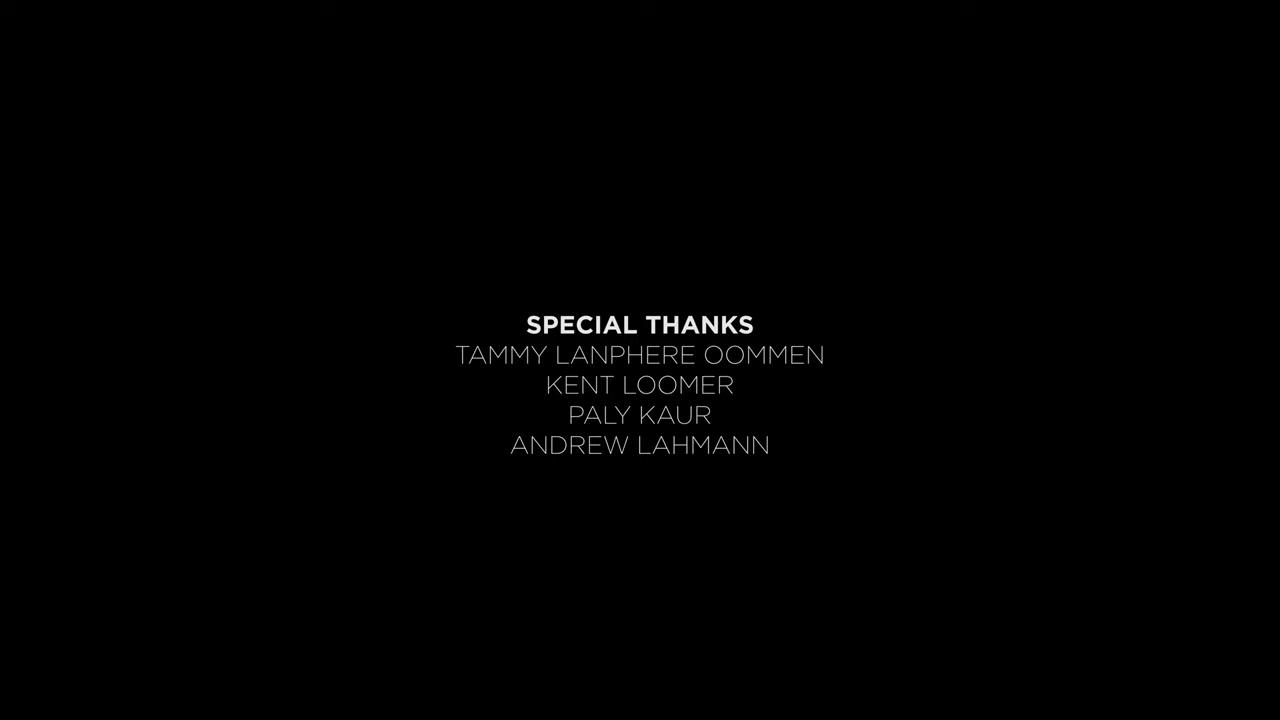 SPECIAL THANKS
TAMMY LANPHERE OOMMEN
KENT LOOMER
PALY KAUR
ANDREW LAHMANN